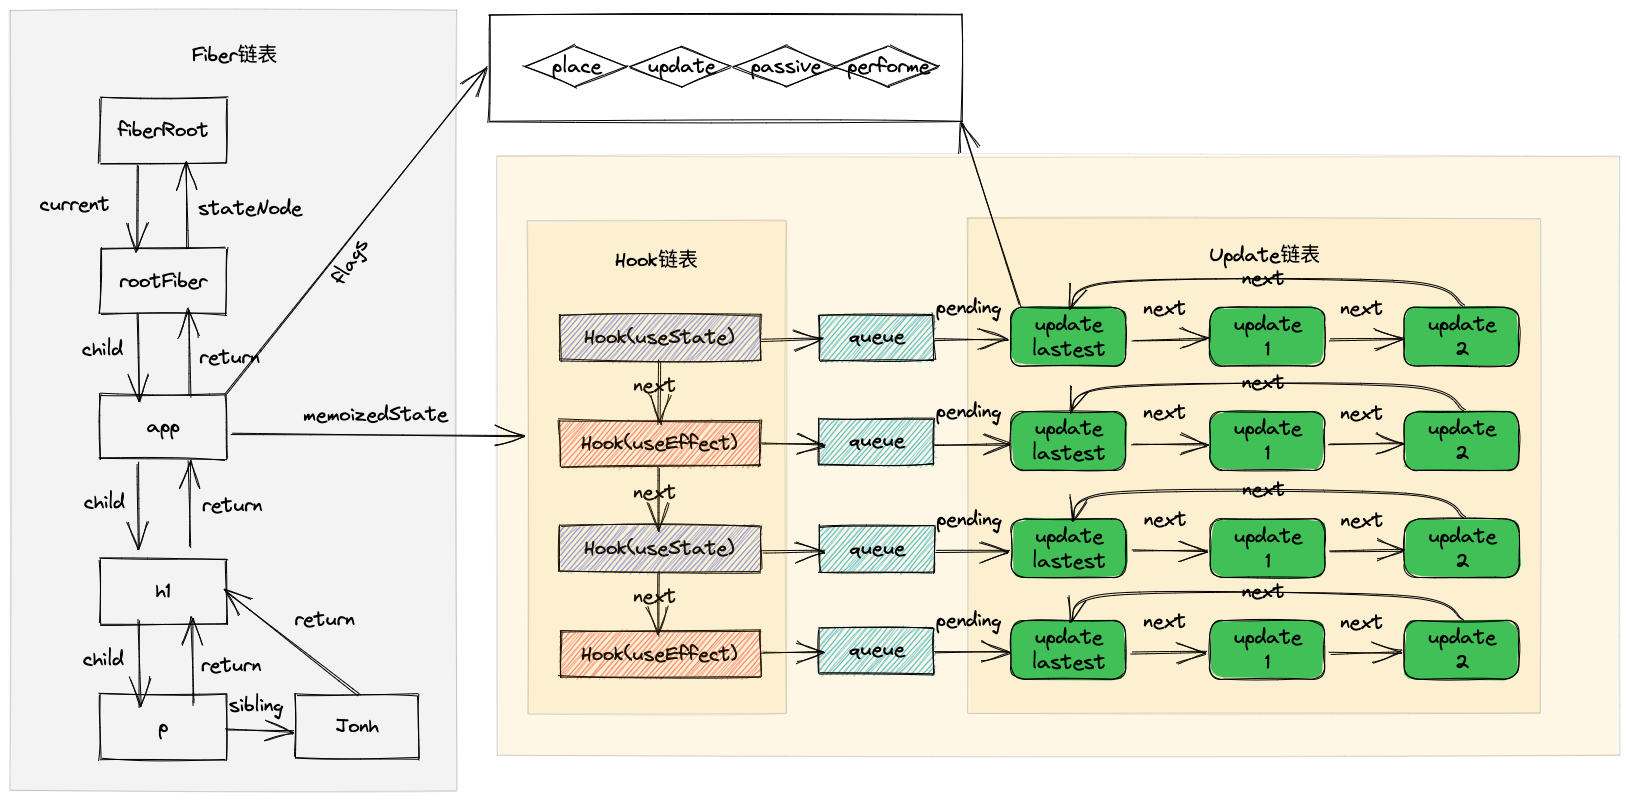 Fiber链表
fiberRoot
current
stateNode
rootFiber
child
return
app
child
return
h1
child
return
return
p
sibling
Jonh
flags
memoizedState
place
update
passive
performe
Hook链表
Update链表
Hook(useState)
queue
pending
update
lastest
next
update
1
next
update
2
next
next
Hook(useEffect)
queue
pending
update
lastest
next
update
1
next
update
2
next
next
Hook(useState)
queue
pending
update
lastest
next
update
1
next
update
2
next
next
Hook(useEffect)
queue
pending
update
lastest
next
update
1
next
update
2
next